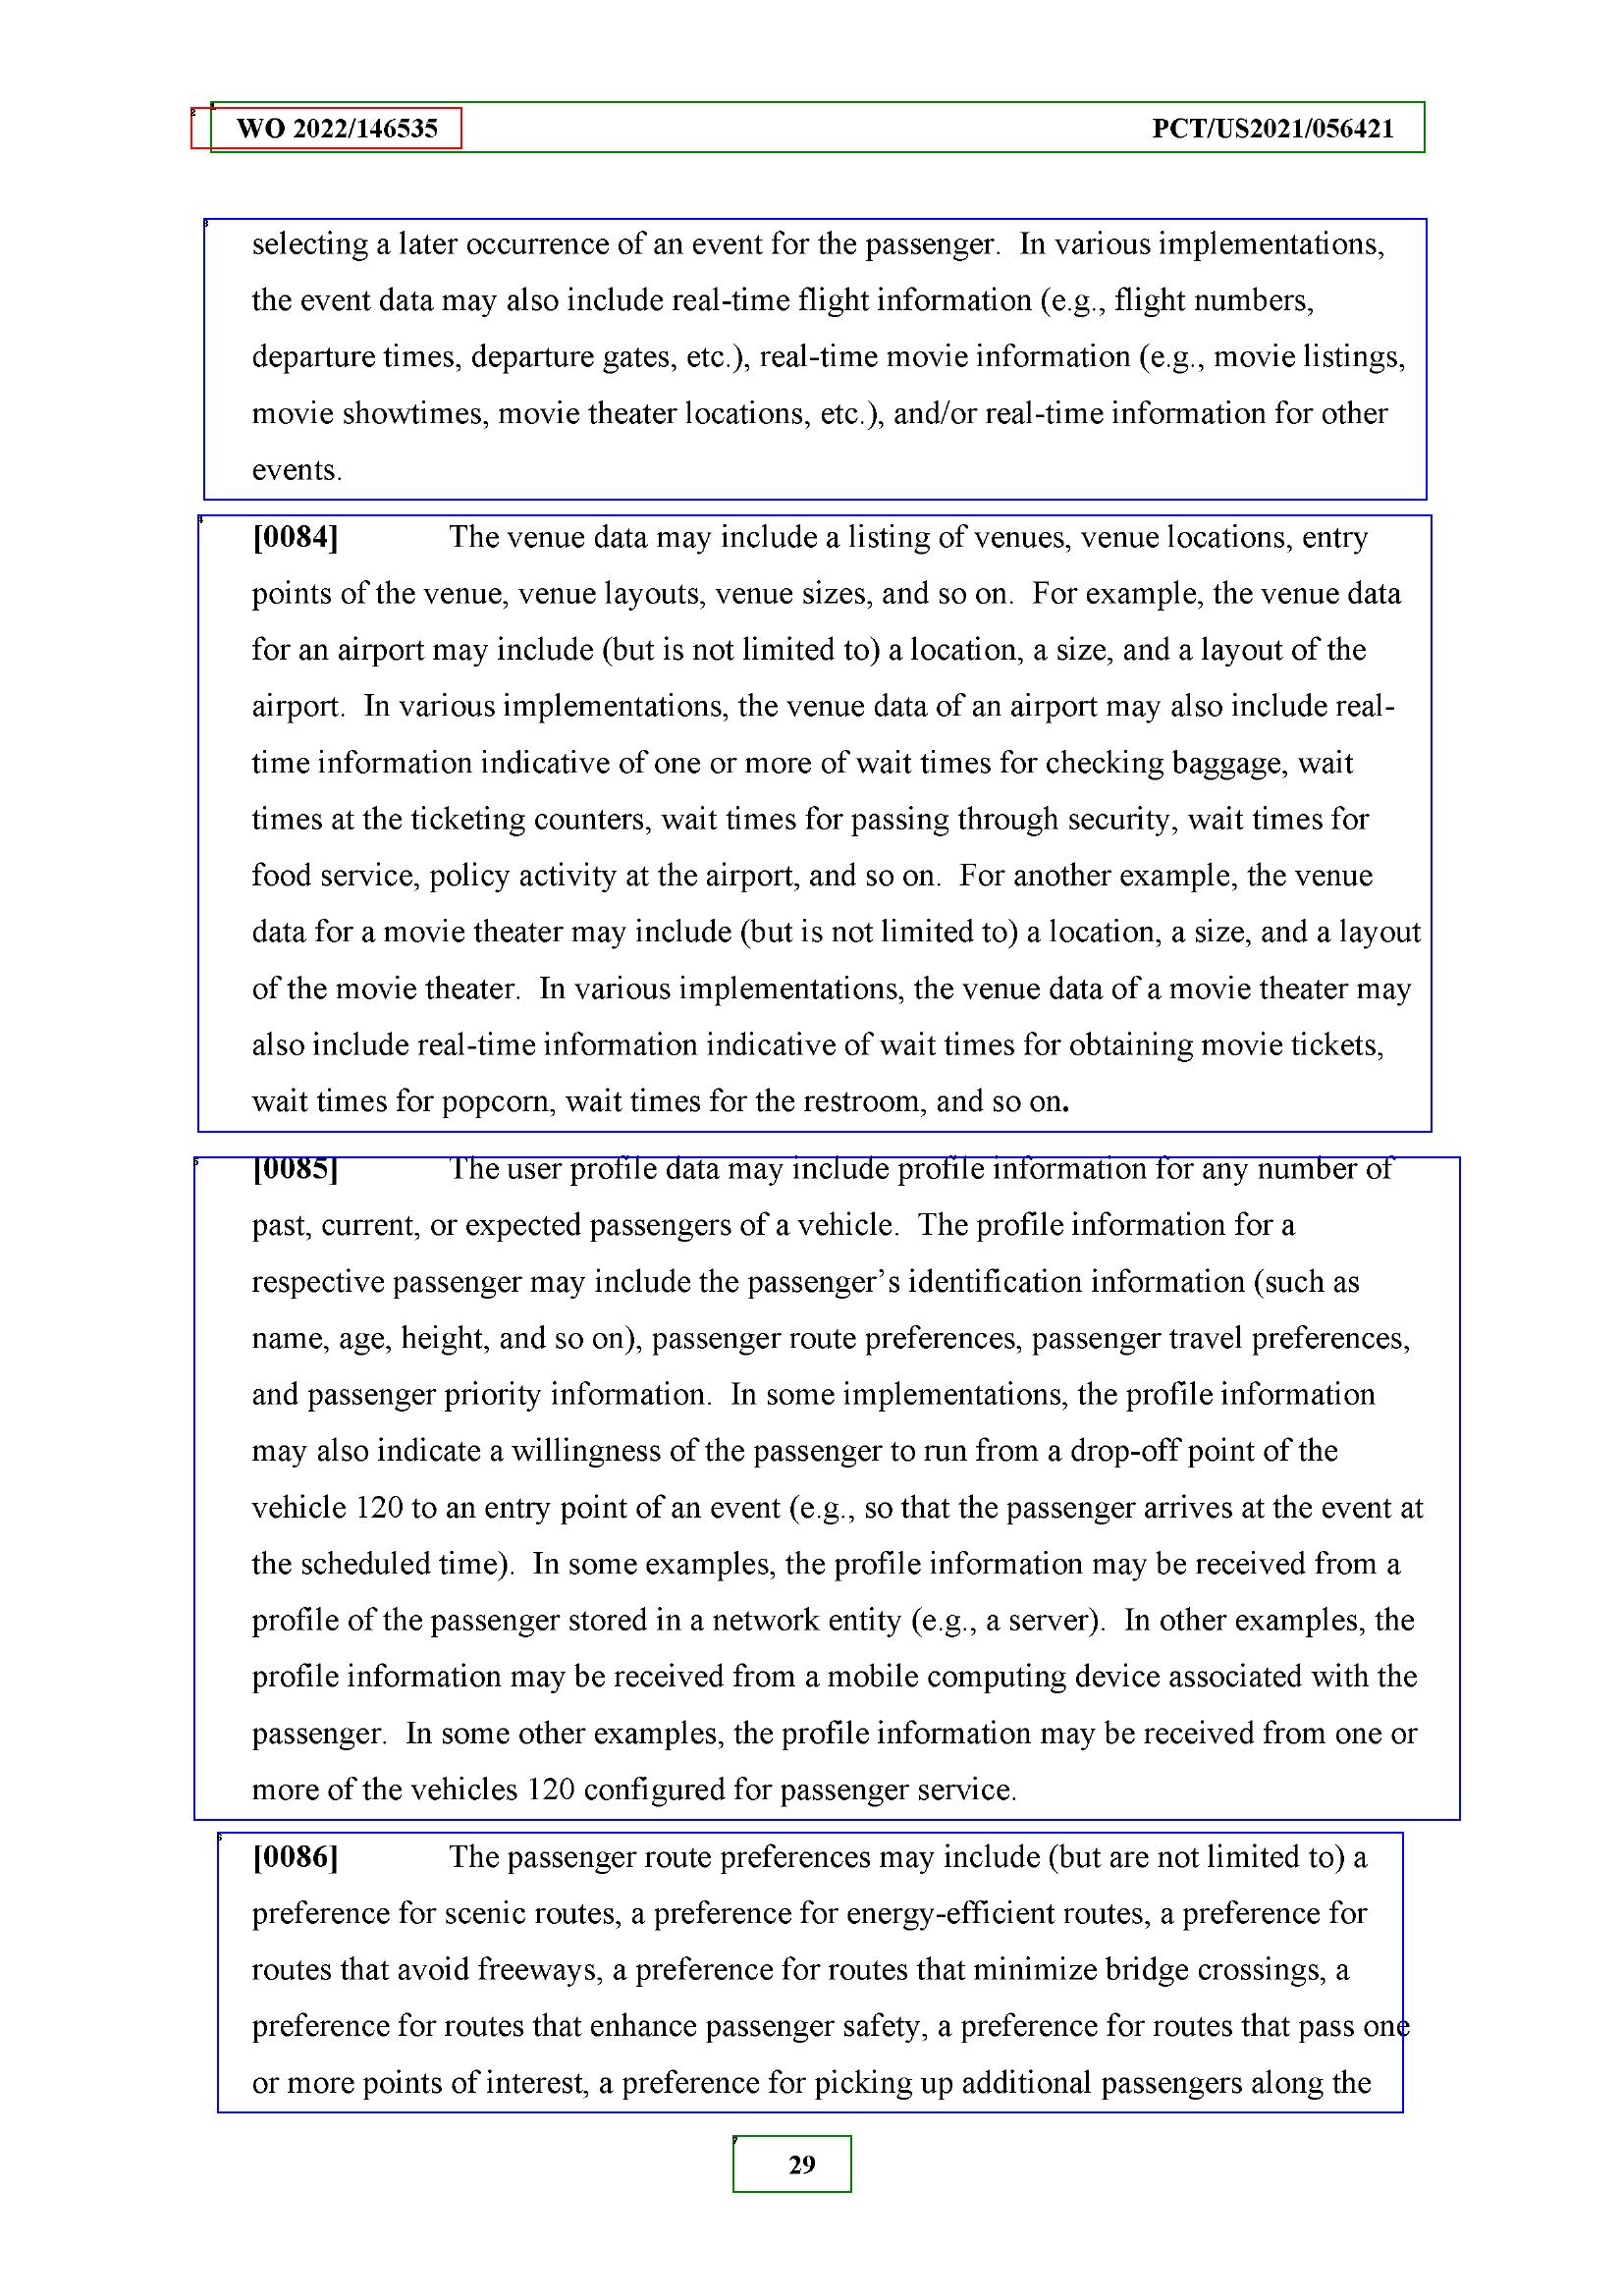 WO 2022/146535 PCT/US2021/056421
selecting a later occurrence of an event for the passenger.  In various implementations,
the event data may also include real-time flight information (e.g., flight numbers,
departure times, departure gates, etc.), real-time movie information (e.g., movie listings,
movie showtimes, movie theater locations, etc.), and/or real-time information for other
events.
[0084] The venue data may include a listing of venues, venue locations, entry
points of the venue, venue layouts, venue sizes, and so on.  For example, the venue data
for an airport may include (but is not limited to) a location, a size, and a layout of the
airport.  In various implementations, the venue data of an airport may also include real-
time information indicative of one or more of wait times for checking baggage, wait
times at the ticketing counters, wait times for passing through security, wait times for
food service, policy activity at the airport, and so on.  For another example, the venue
data for a movie theater may include (but is not limited to) a location, a size, and a layout
of the movie theater.  In various implementations, the venue data of a movie theater may
also include real-time information indicative of wait times for obtaining movie tickets,
wait times for popcorn, wait times for the restroom, and so on.
[0085] The user profile data may include profile information for any number of
past, current, or expected passengers of a vehicle.  The profile information for a
respective passenger may include the passenger’s identification information (such as
name, age, height, and so on), passenger route preferences, passenger travel preferences,
and passenger priority information.  In some implementations, the profile information
may also indicate a willingness of the passenger to run from a drop-off point of the
vehicle 120 to an entry point of an event (e.g., so that the passenger arrives at the event at
the scheduled time).  In some examples, the profile information may be received from a
profile of the passenger stored in a network entity (e.g., a server).  In other examples, the
profile information may be received from a mobile computing device associated with the
passenger.  In some other examples, the profile information may be received from one or
more of the vehicles 120 configured for passenger service.
[0086] The passenger route preferences may include (but are not limited to) a
preference for scenic routes, a preference for energy-efficient routes, a preference for
routes that avoid freeways, a preference for routes that minimize bridge crossings, a
preference for routes that enhance passenger safety, a preference for routes that pass one
or more points of interest, a preference for picking up additional passengers along the
29